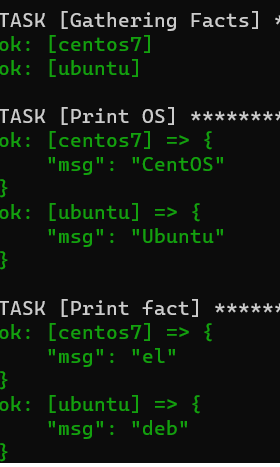 TASK [Gathering Facts] *
ok: [centos7]
ok: [ubuntu]
TASK [Print OS] ********
ok: [centos7] => {
    "msg": "CentOS"
}
ok: [ubuntu] => {
    "msg": "Ubuntu"
}
TASK [Print fact] ******
ok: [centos7] => {
    "msg": "el"
}
ok: [ubuntu] => {
    "msg": "deb"
}